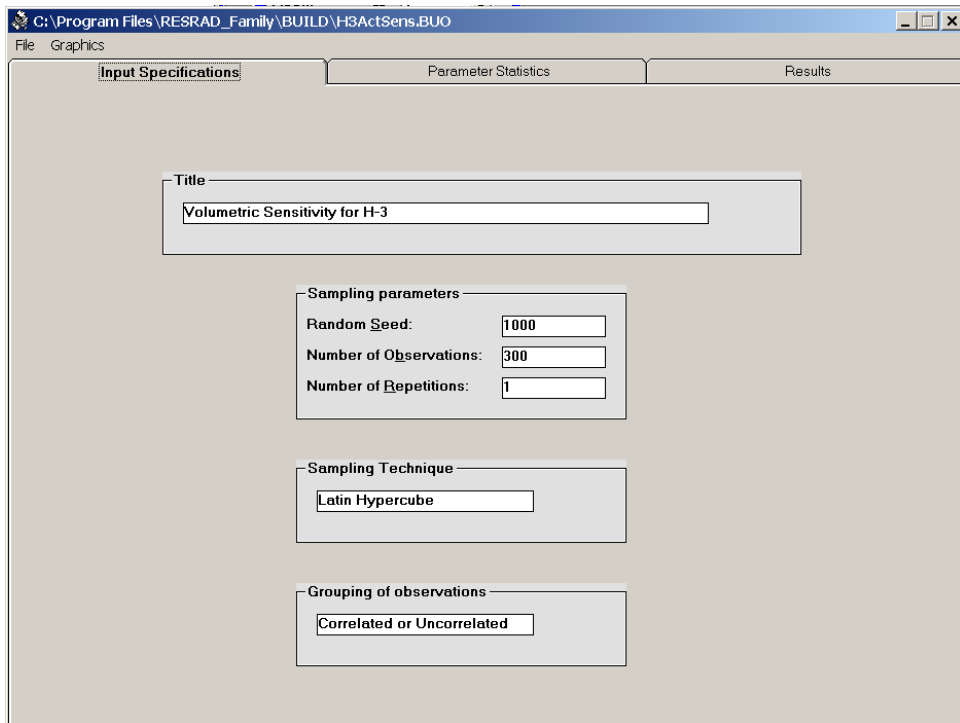 C:\Program Files\RESRAD_Family\BUILD\H3ActSens.BUO
File Graphics
Input Specifications Parameter Statistics Results
Title
Volumetric Sensitivity for H-3
Sampling parameters
Random Seed: 1000
Number of Observations: 300
Number of Repetitions: 1
Sampling Technique
Latin Hypercube
Grouping of observations
Correlated or Uncorrelated